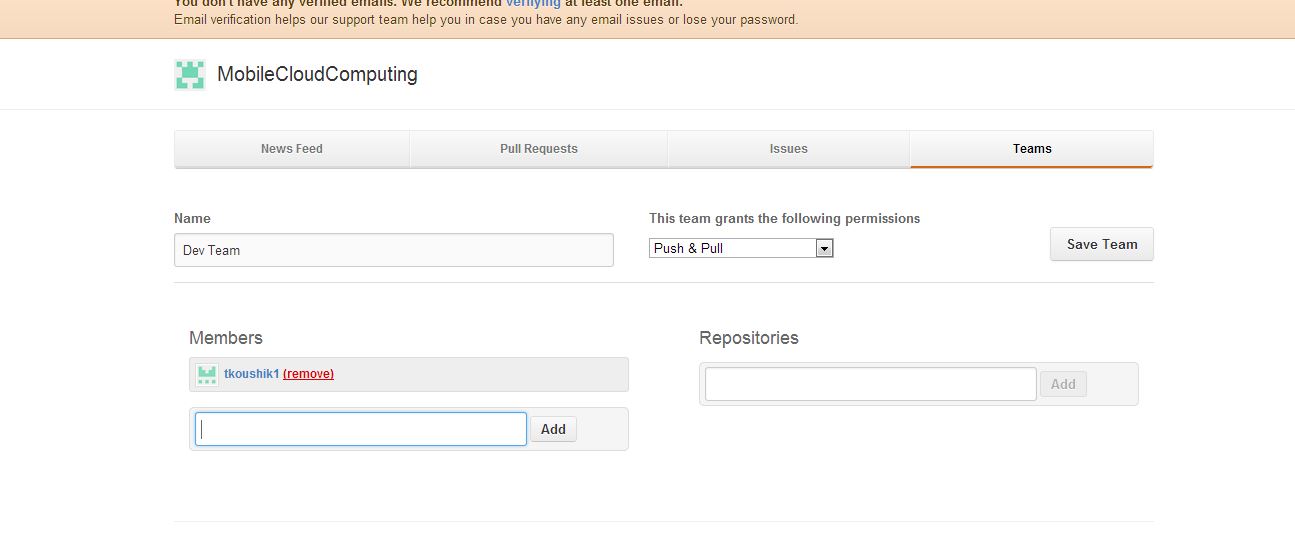 You don't have any verified emails. We recommend verifying at least one email.
Email verification helps our support team help you in case you have any email issues or lose your password.
MobileCloudComputing
News Feed
Pull Requests
Issues
Teams
Name
This team grants the following permissions
Dev Team
Push & Pull
Save Team
Members
Repositories
tkoushik1 (remove)
Add
Add